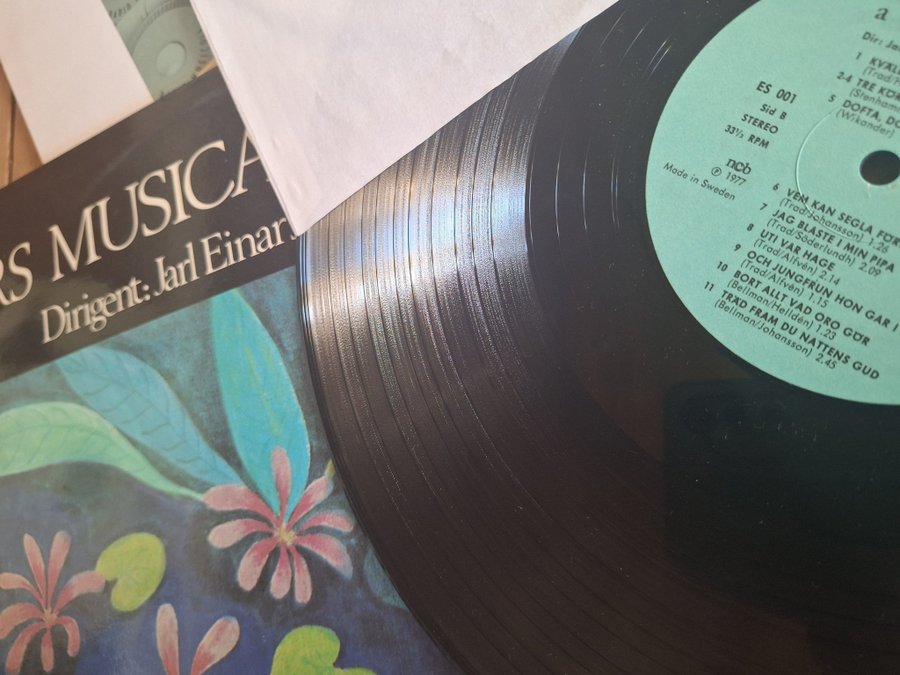 RS MUSICA
Dirigent: Jarl Einar
a
Dir: Ja
ES 001
Sid B
STEREO
33⅓ RPM
ncb
Ⓟ 1977
Made in Sweden
1 KVÄL
(Trad/
2-4 TRE KÖR
(Stenham
5 DOFTA, DO
(Wikander)
6 VEM KAN SEGLA FÖR
(Trad/Johansson) 1.26
7 JAG BLÅSTE I MIN PIPA
(Trad/Söderlundh) 2.09
8 UTI VÅR HAGE
(Trad/Alfvén) 2.14
9 OCH JUNGFRUN HON GÅR I
(Trad/Alfvén) 1.15
10 BORT ALLT VAD ORO GÖR
(Bellman/Helldén) 1.23
11 TRÄD FRAM DU NATTENS GUD
(Bellman/Johansson) 2.45